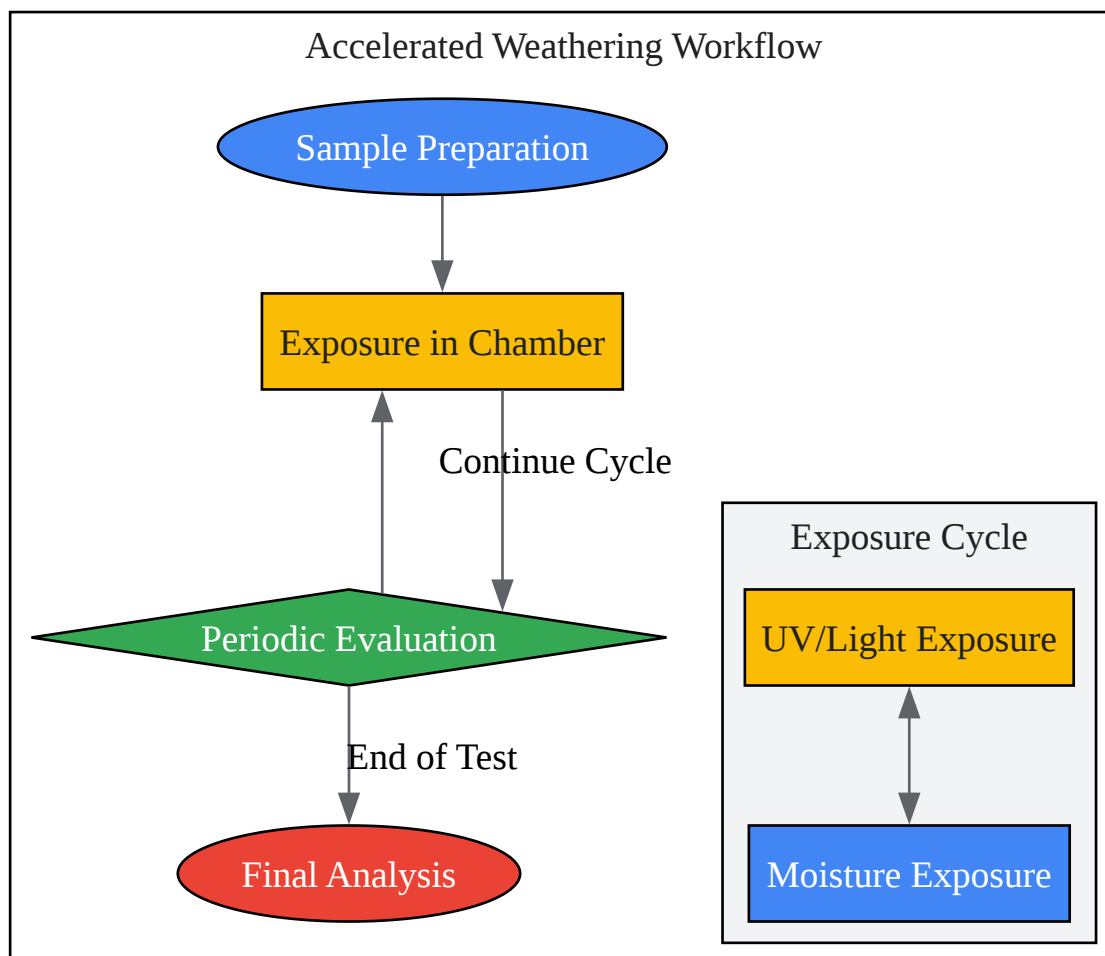 Accelerated Weathering Workflow
Sample Preparation
Exposure in Chamber
Continue Cycle
Periodic Evaluation
End of Test
Final Analysis
Exposure Cycle
UV/Light Exposure
Moisture Exposure